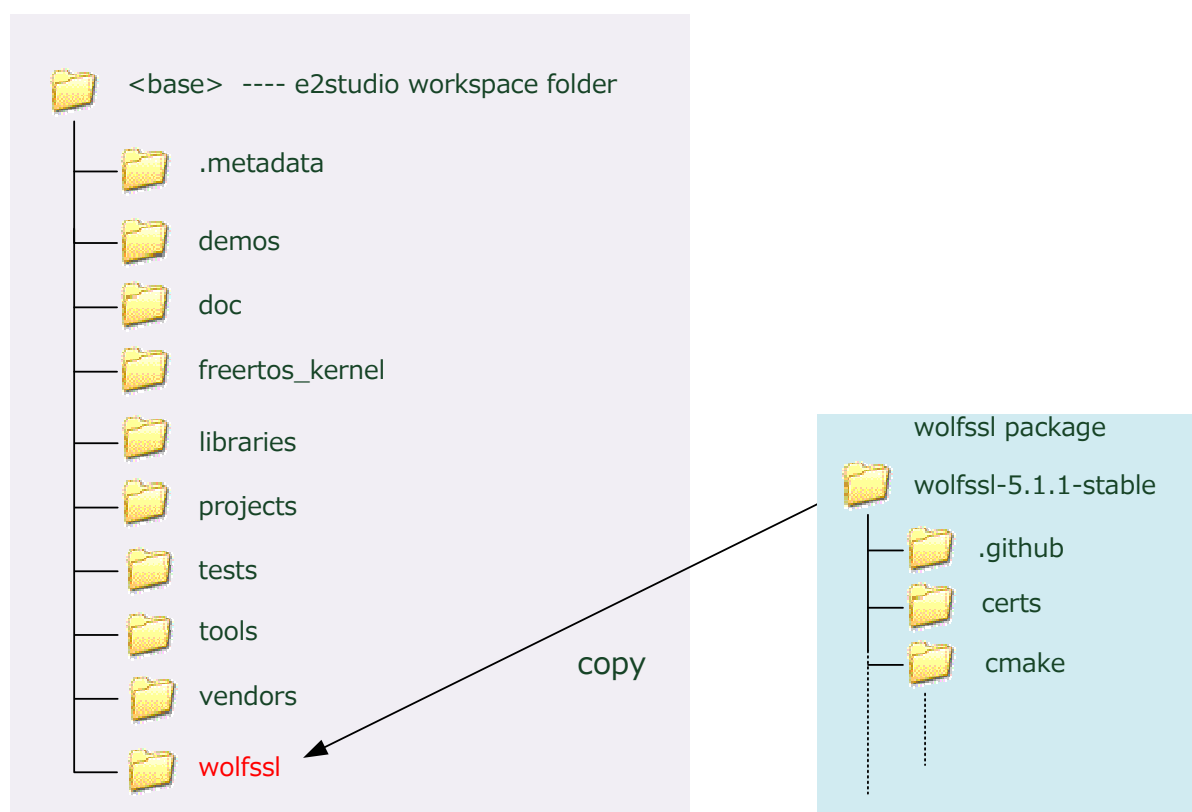 <base> ---- e2studio workspace folder
.metadata
demos
doc
freertos_kernel
libraries
projects
tests
tools
vendors
wolfssl
copy
wolfssl package
wolfssl-5.1.1-stable
.github
certs
cmake